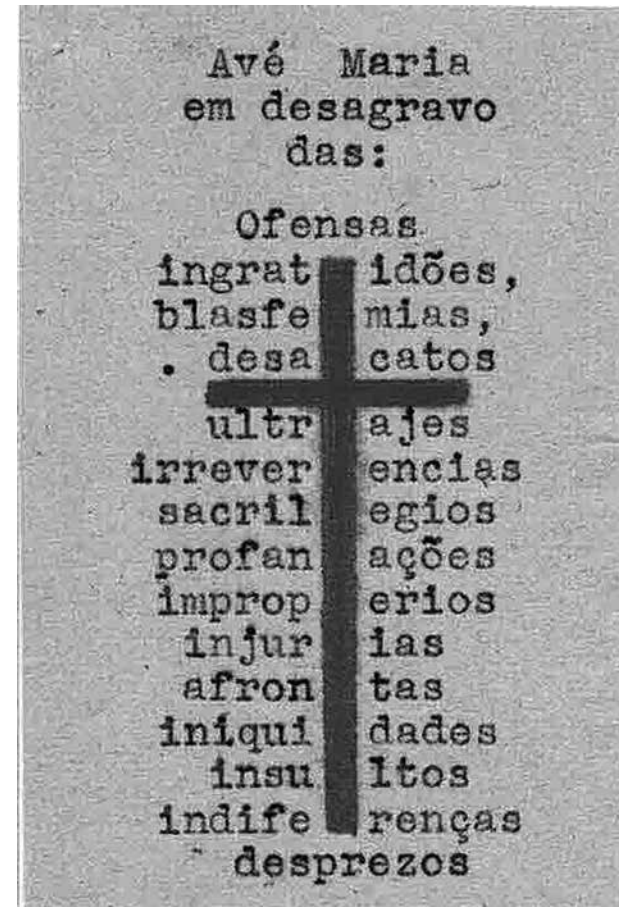 Avé Maria
em desagravo
das:
Ofensas
ingrat idões,
blasfe mias,
. desa catos
ultr ajes
irrever encias
sacril egios
profan ações
improp erios
injur ias
afron tas
iniqui dades
insu ltos
indife renças
desprezos